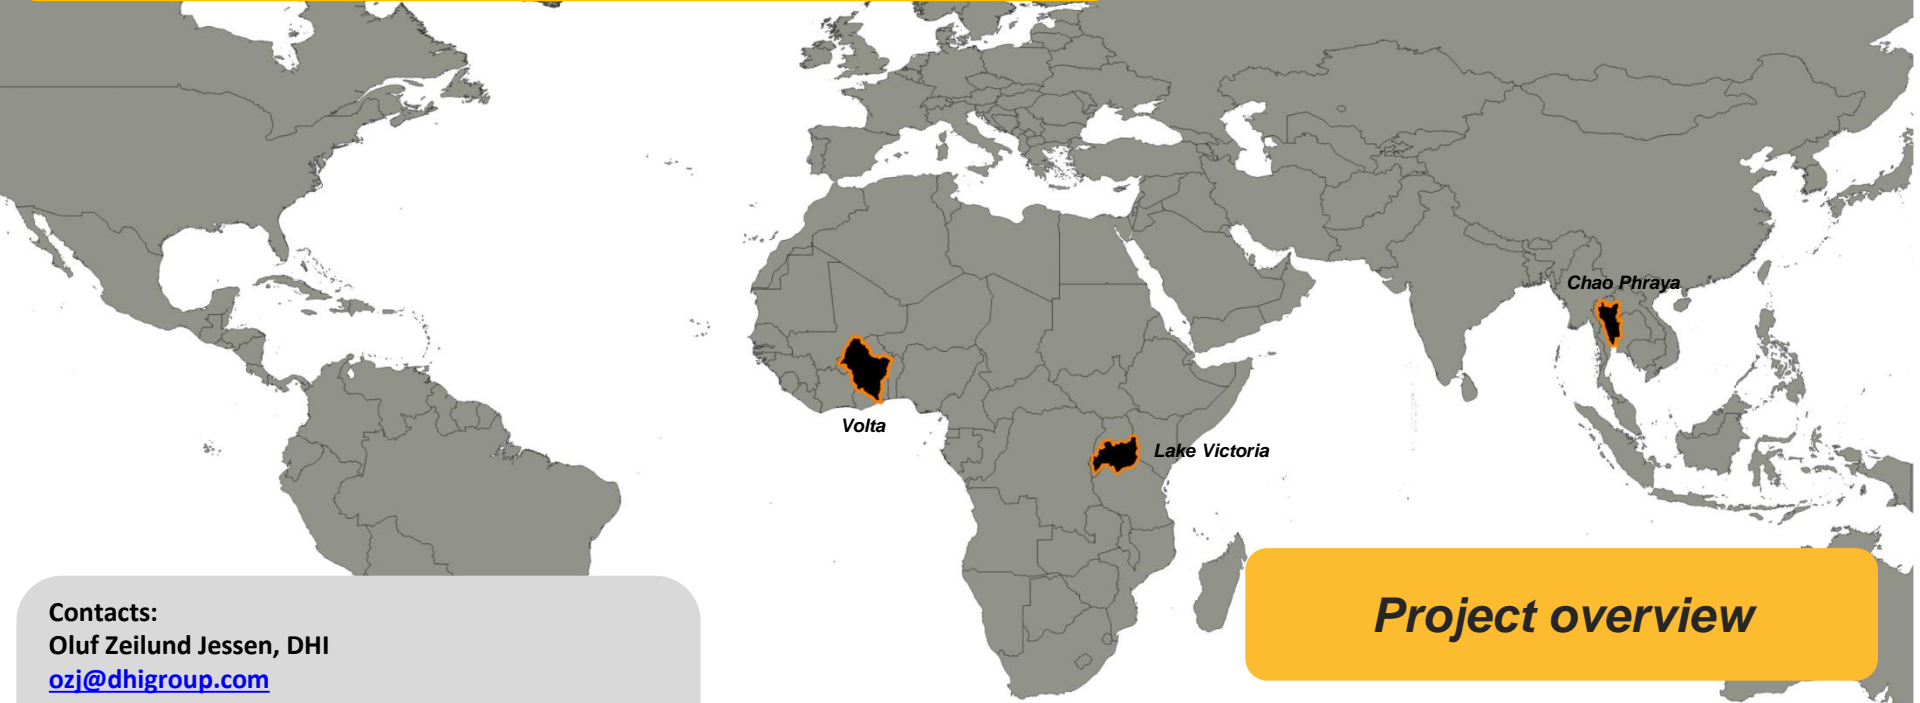 Chao Phraya
Volta
Lake Victoria
Contacts:
Oluf Zeilund Jessen, DHI
ozj@dhigroup.com
Project overview